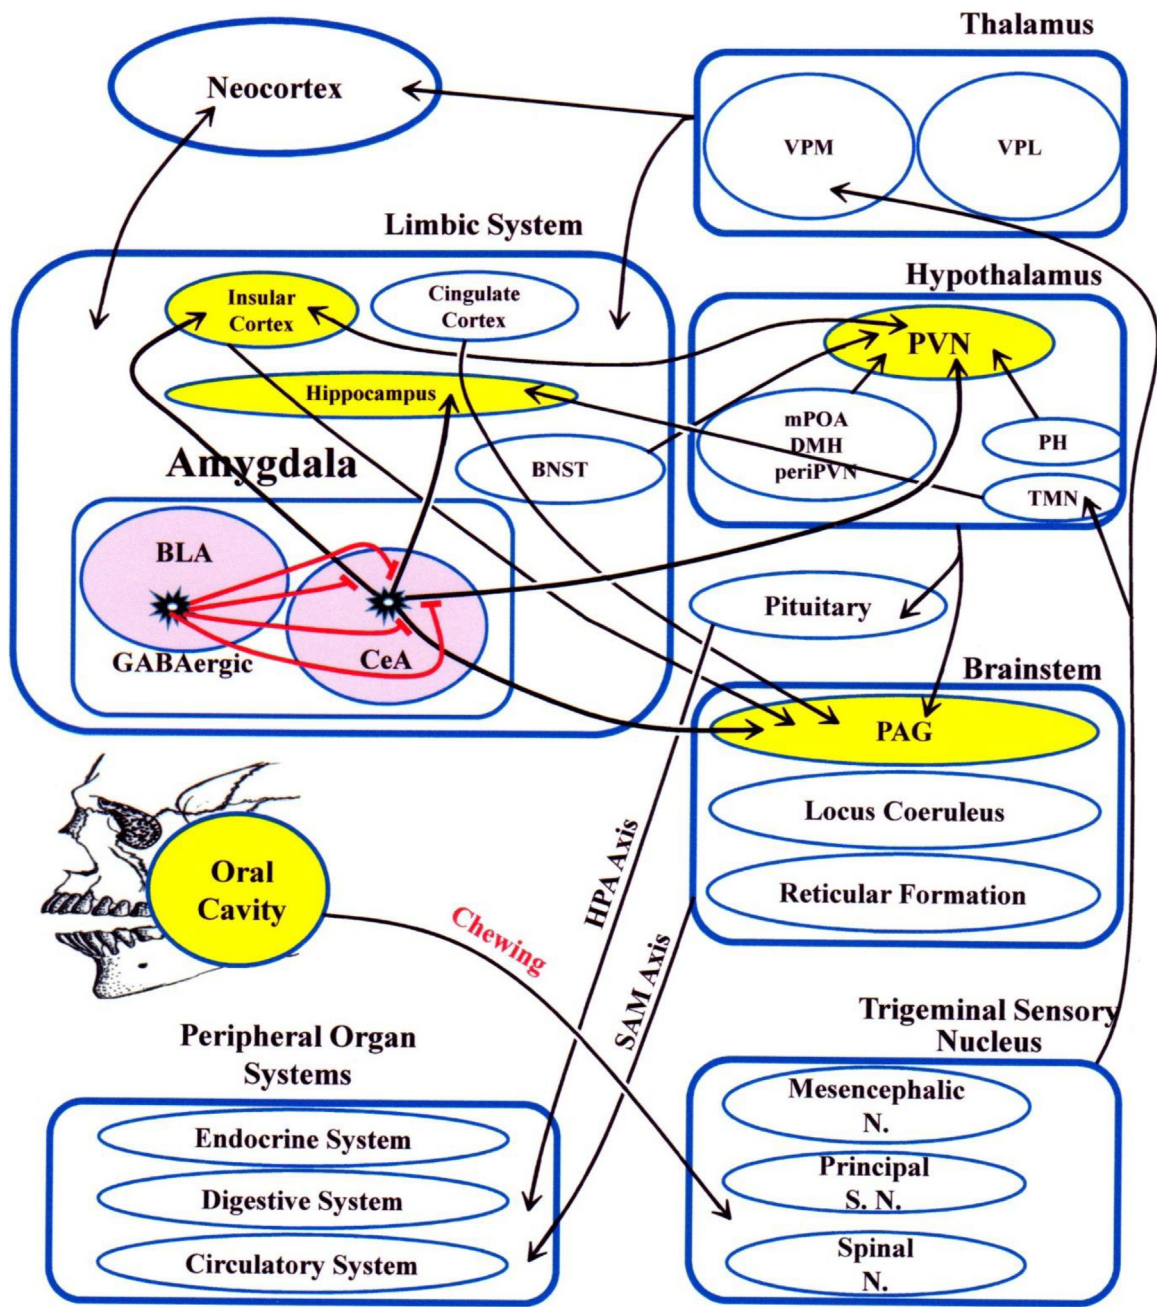 Thalamus
Neocortex
VPM
VPL
Limbic System
Hypothalamus
Insular
Cortex
Cingulate
Cortex
PVN
Hippocampus
mPOA
DMH
periPVN
PH
Amygdala
BNST
TMN
BLA
GABAergic
CeA
Pituitary
Brainstem
PAG
Locus Coeruleus
Reticular Formation
Oral
Cavity
Chewing
HPA Axis
SAM Axis
Trigeminal Sensory
Nucleus
Peripheral Organ
Systems
Mesencephalic
N.
Endocrine System
Principal
S. N.
Digestive System
Spinal
N.
Circulatory System